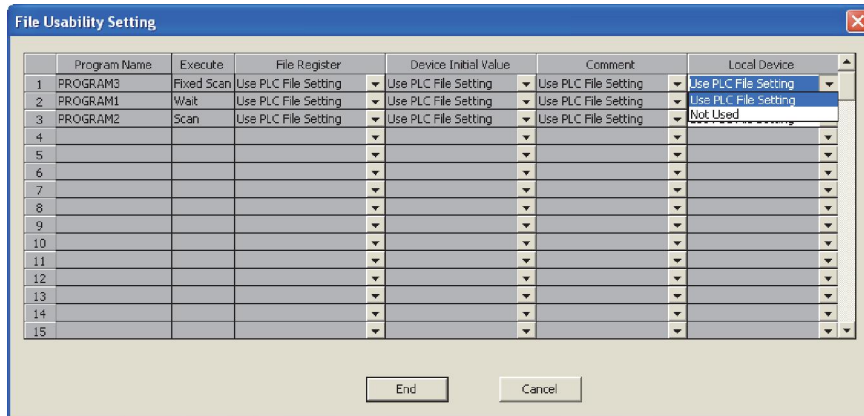 File Usability Setting
Program Name Execute File Register Device Initial Value Comment Local Device
1 PROGRAM3 Fixed Scan Use PLC File Setting Use PLC File Setting Use PLC File Setting Use PLC File Setting
2 PROGRAM1 Wait Use PLC File Setting Use PLC File Setting Use PLC File Setting Use PLC File Setting
3 PROGRAM2 Scan Use PLC File Setting Use PLC File Setting Use PLC File Setting Not Used
4
5
6
7
8
9
10
11
12
13
14
15
End Cancel